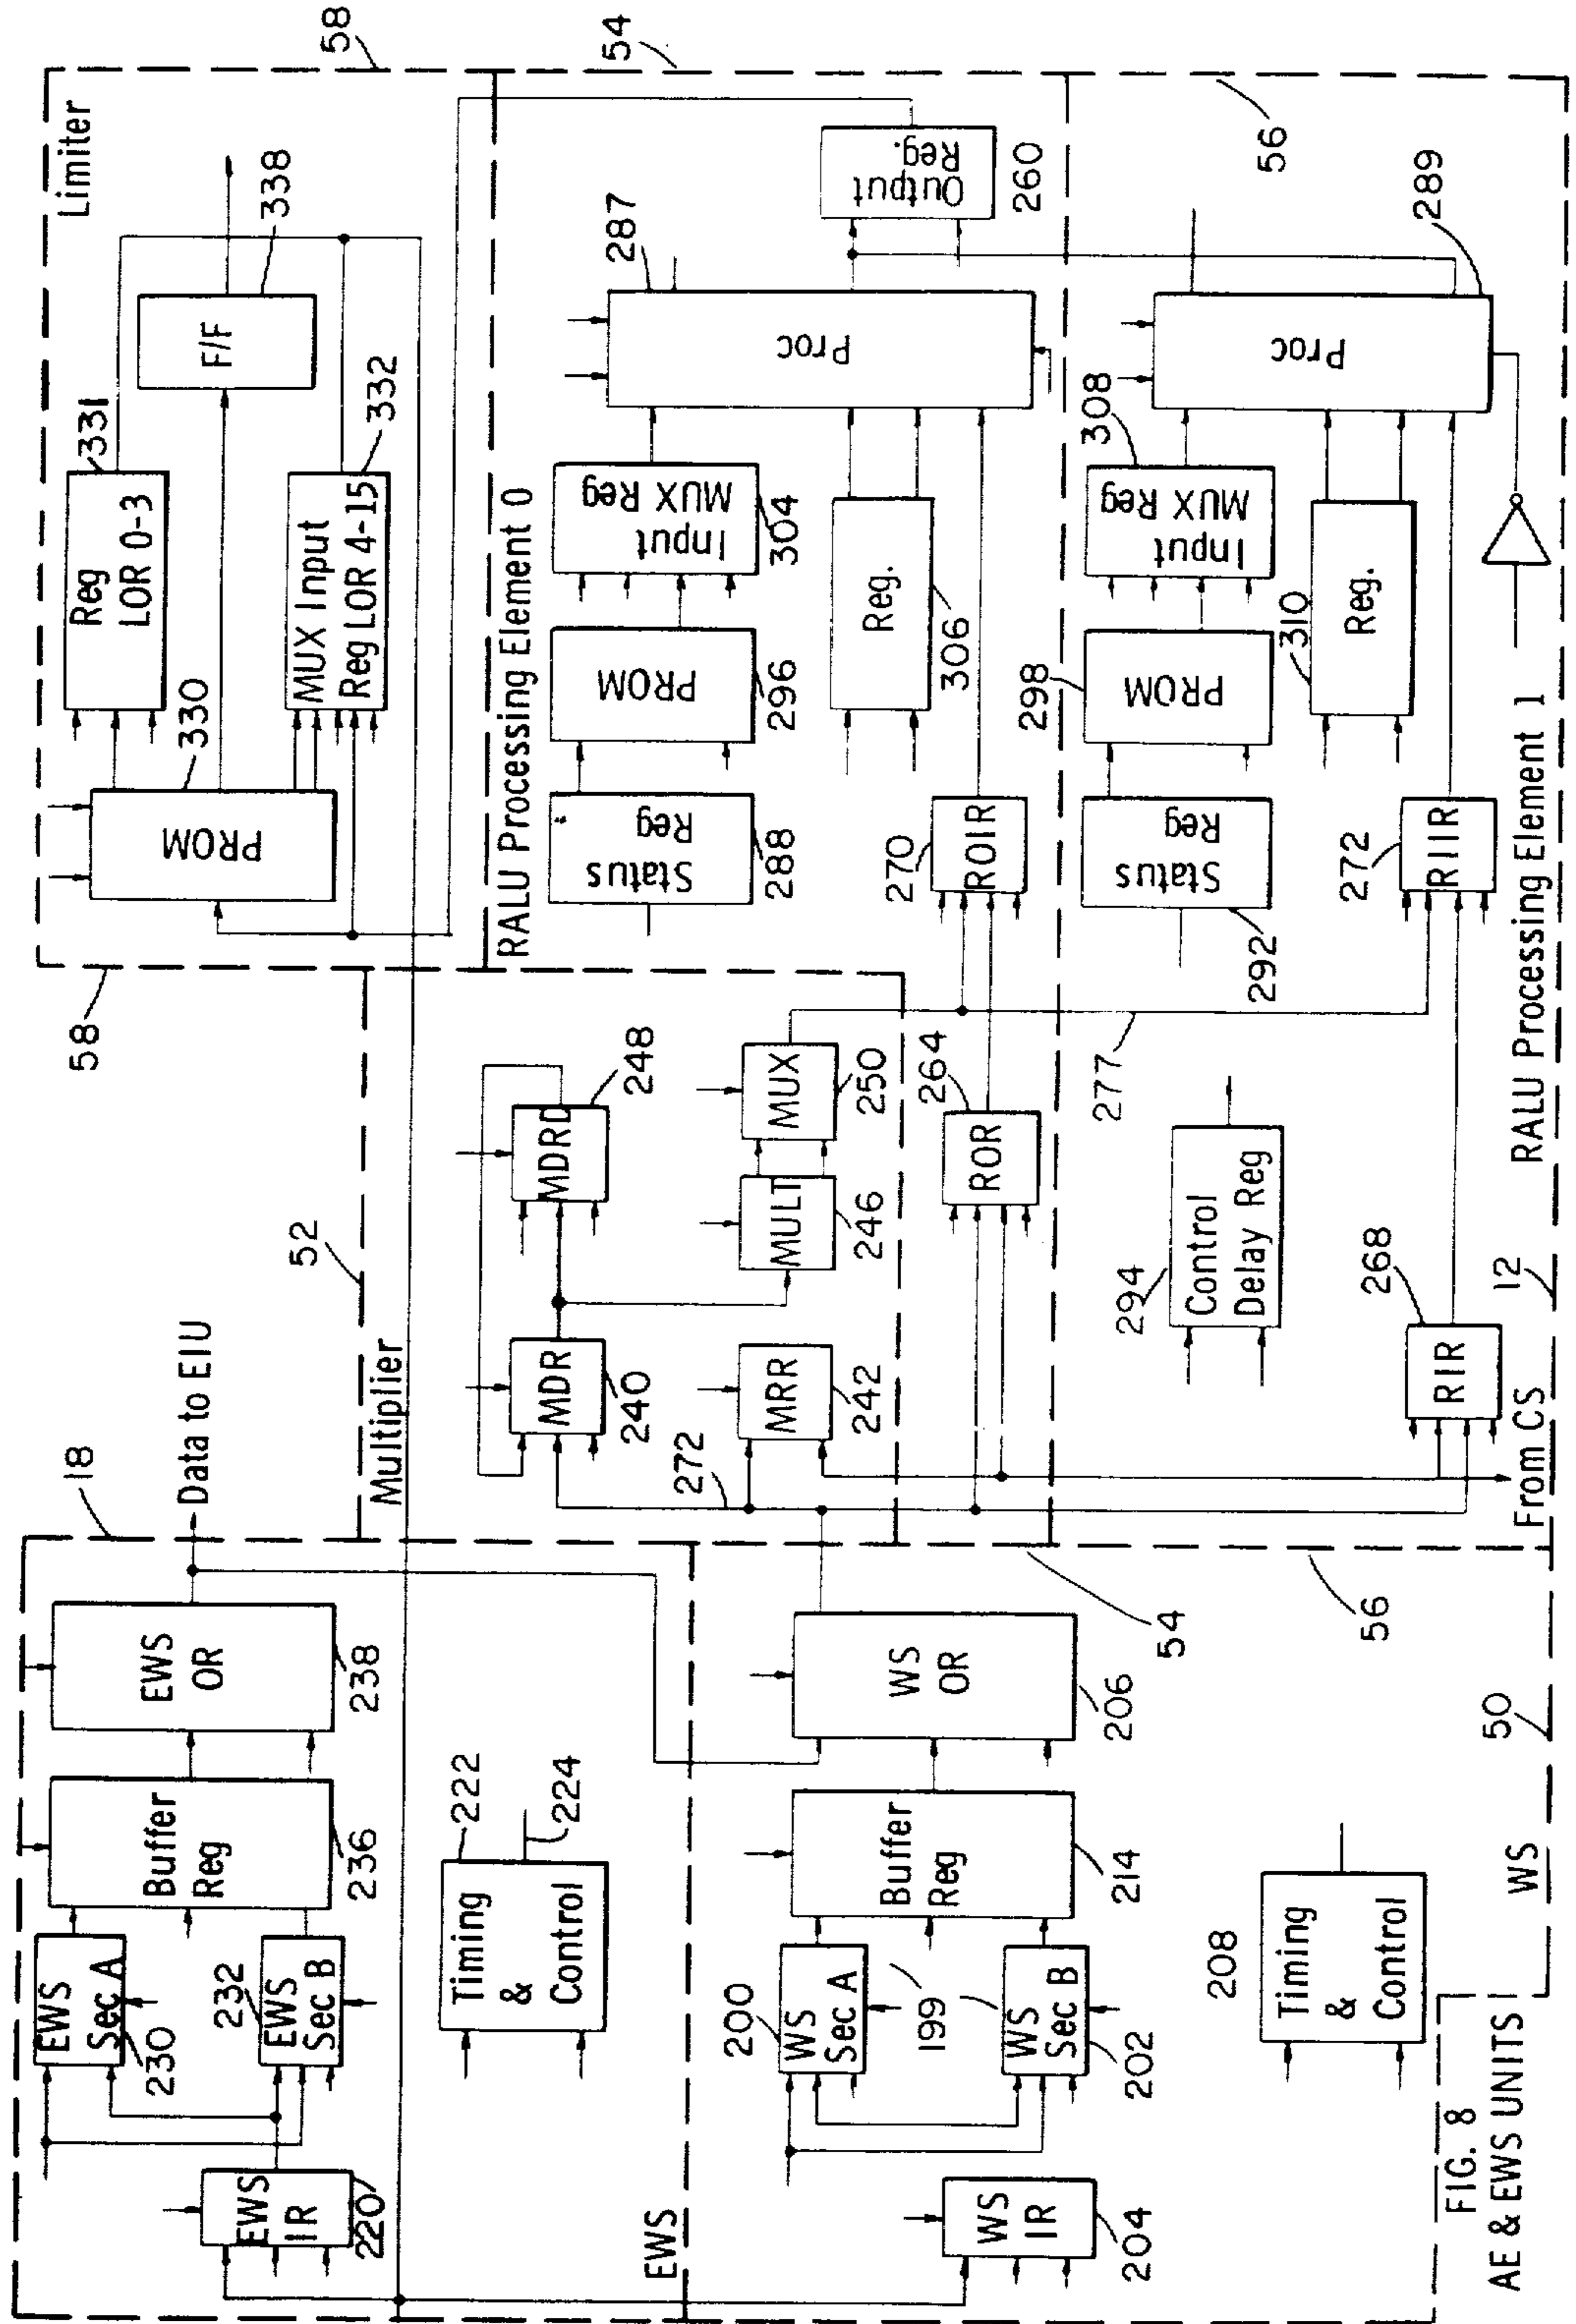 18
Data to EIU
EWS
Sec A
230
232
EWS
Sec B
Buffer
Reg
236
EWS
OR
238
EWS
IR
220
Timing
& Control
222
224
EWS
52
Multiplier
MDR
240
MDRD
248
MRR
242
MULT
246
MUX
250
272
58
58
Limiter
PROM
330
Reg
LOR 0-3
331
MUX Input
Reg LOR 4-15
332
F/F
338
54
RALU Processing Element 0
Status
Reg
288
PROM
296
Input
MUX Reg
304
Reg.
306
Proc
287
Output
Reg.
260
ROR
264
ROIR
270
277
WS
IR
204
200
WS
Sec A
199
WS
Sec B
202
Buffer
Reg
214
WS
OR
206
54
56
208
Timing
& Control
WS
50
294
Control
Delay Reg
RIR
268
From CS
12
Status
Reg
292
PROM
298
Input
MUX Reg
308
Reg.
310
Proc
289
RIIR
272
56
RALU Processing Element 1
FIG. 8
AE & EWS UNITS